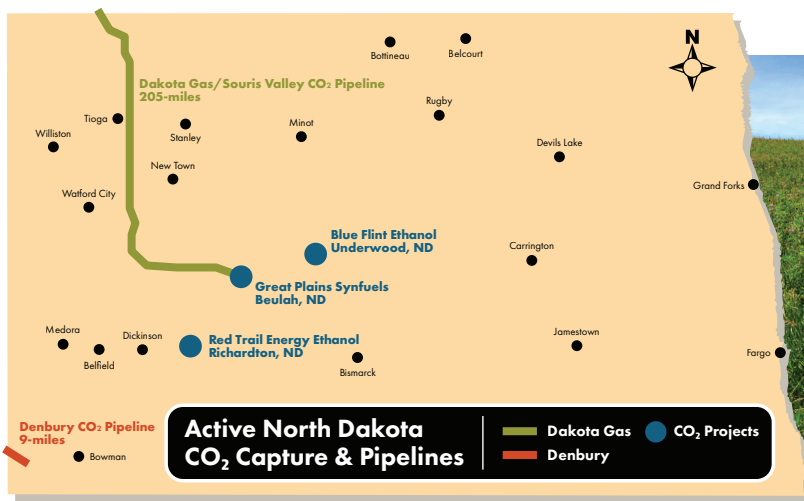 N
Bottineau
Belcourt
Dakota Gas/Souris Valley CO₂ Pipeline
205-miles
Rugby
Tioga
Stanley
Minot
Williston
Devils Lake
New Town
Grand Forks
Watford City
Blue Flint Ethanol
Underwood, ND
Carrington
Great Plains Synfuels
Beulah, ND
Medora
Belfield
Dickinson
Red Trail Energy Ethanol
Richardton, ND
Bismarck
Jamestown
Fargo
Denbury CO₂ Pipeline
9-miles
Bowman
Active North Dakota
CO₂ Capture & Pipelines
Dakota Gas
CO₂ Projects
Denbury